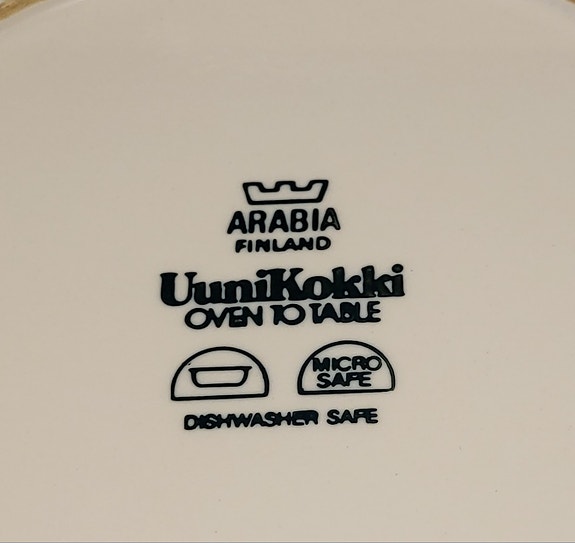 ARABIA
FINLAND
UuniKokki
OVEN TO TABLE
MICRO
SAFE
DISHWASHER SAFE